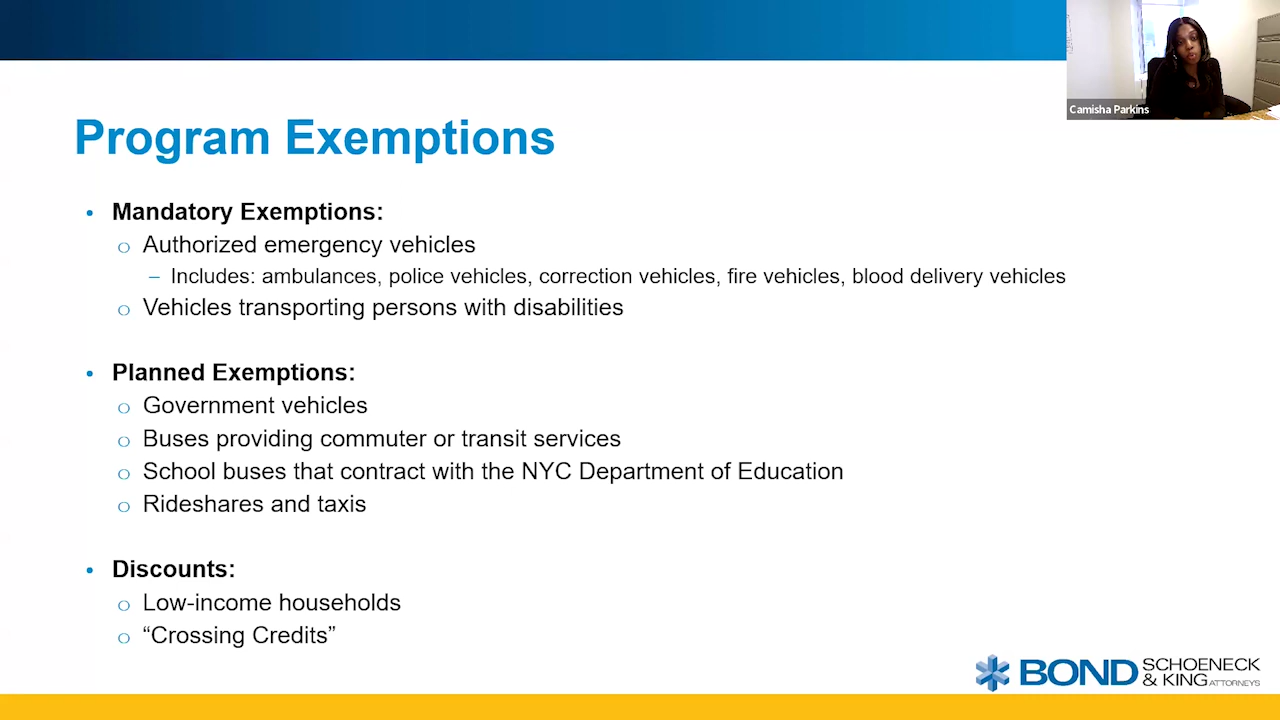 Camisha Parkins
Program Exemptions
• Mandatory Exemptions:
o Authorized emergency vehicles
– Includes: ambulances, police vehicles, correction vehicles, fire vehicles, blood delivery vehicles
o Vehicles transporting persons with disabilities
• Planned Exemptions:
o Government vehicles
o Buses providing commuter or transit services
o School buses that contract with the NYC Department of Education
o Rideshares and taxis
• Discounts:
o Low-income households
o “Crossing Credits”
BOND SCHOENECK
& KING ATTORNEYS